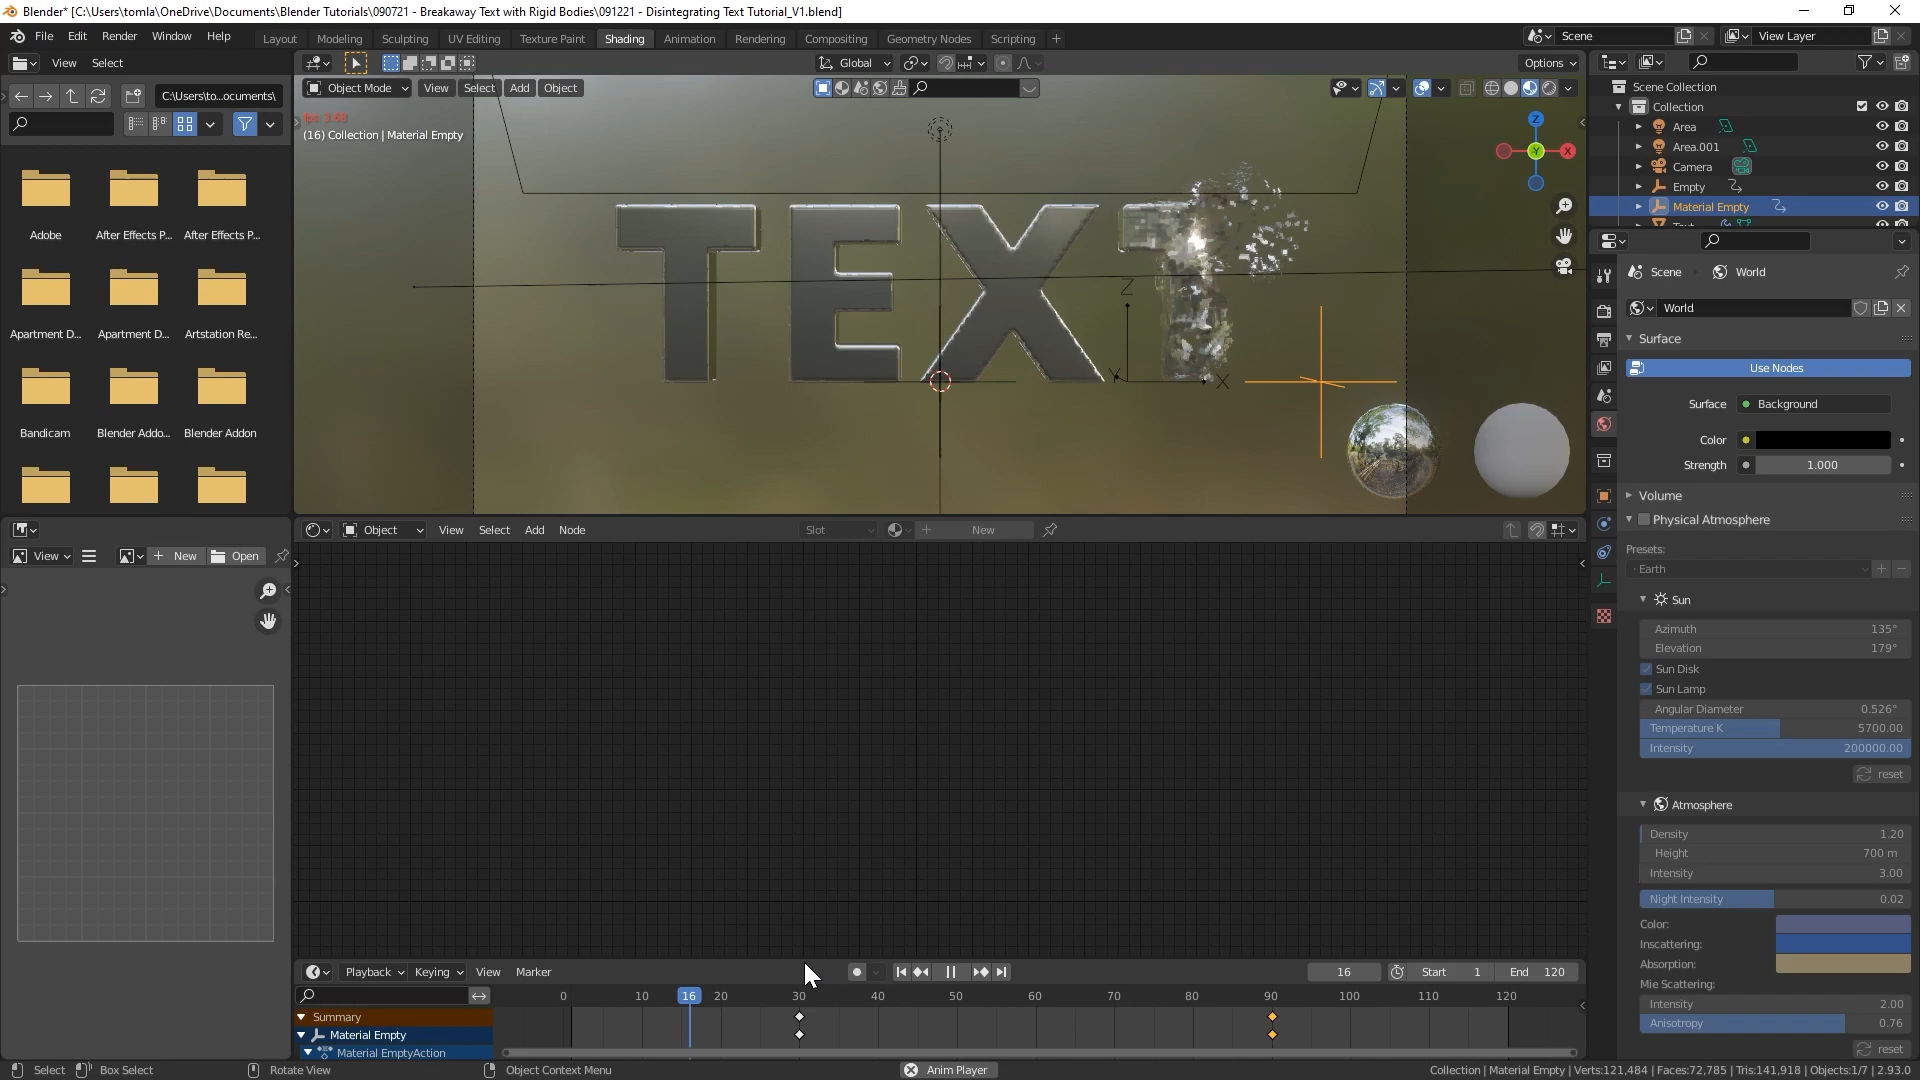 Blender* [C:\Users\tomla\OneDrive\Documents\Blender Tutorials\090721 - Breakaway Text with Rigid Bodies\091221 - Disintegrating Text Tutorial_V1.blend]
File Edit Render Window Help Layout Modeling Sculpting UV Editing Texture Paint Shading Animation Rendering Compositing Geometry Nodes Scripting + Scene View Layer
View Select Global Options
C:\Users\to...ocuments\ Object Mode View Select Add Object
fps: 3.68
(16) Collection | Material Empty
Scene Collection
Collection
Area
Area.001
Camera
Empty
Material Empty
Z
Y
X
TEXT
Z
Y
X
Adobe After Effects P... After Effects P...
Apartment D... Apartment D... Artstation Re...
Bandicam Blender Addo... Blender Addon
Scene World
World
Surface
Use Nodes
Surface Background
Color
Strength 1.000
Volume
Physical Atmosphere
Presets:
- Earth
Sun
Azimuth 135°
Elevation 179°
Sun Disk
Sun Lamp
Angular Diameter 0.526°
Temperature K 5700.00
Intensity 200000.00
reset
Atmosphere
Density 1.20
Height 700 m
Intensity 3.00
Night Intensity 0.02
Color:
Inscattering:
Absorption:
Mie Scattering:
Intensity 2.00
Anisotropy 0.76
reset
Object View Select Add Node Slot New
View New Open
Playback Keying View Marker 16 Start 1 End 120
0 10 16 20 30 40 50 60 70 80 90 100 110 120
Summary
Material Empty
Material EmptyAction
Select Box Select Rotate View Object Context Menu Anim Player Collection | Material Empty | Verts:121,484 | Faces:72,785 | Tris:141,918 | Objects:1/7 | 2.93.0